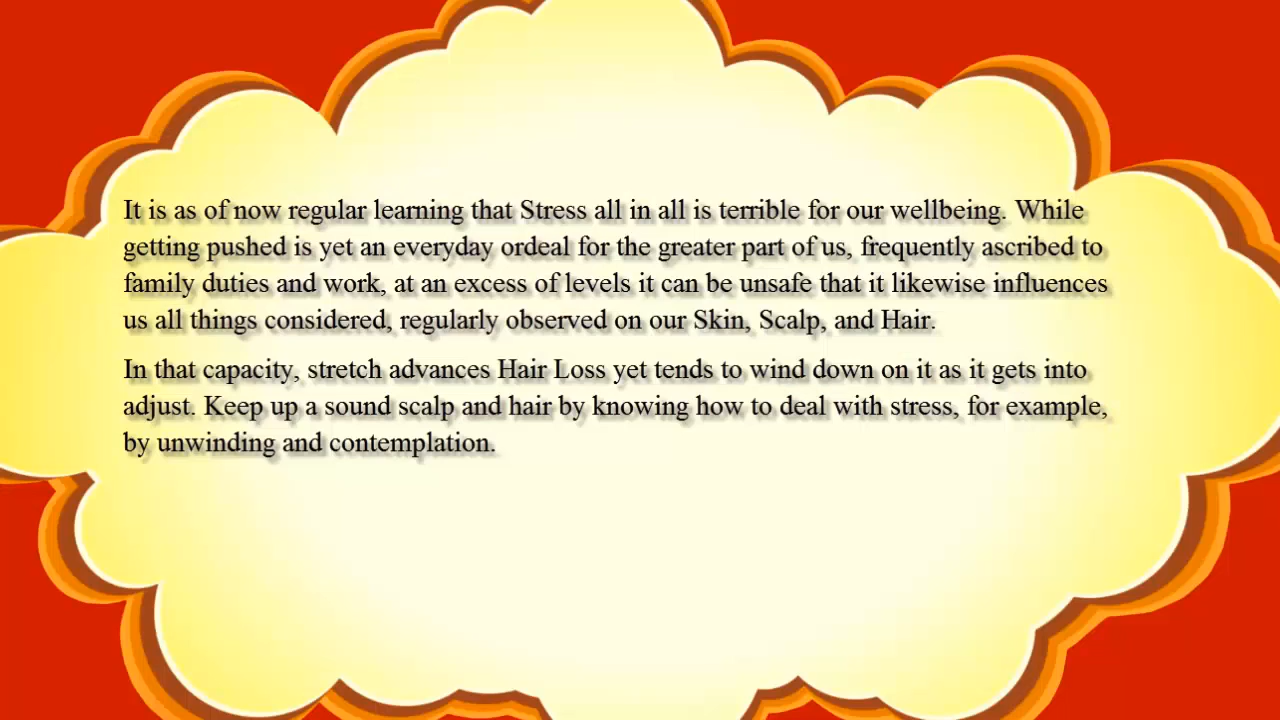 It is as of now regular learning that Stress all in all is terrible for our wellbeing. While
getting pushed is yet an everyday ordeal for the greater part of us, frequently ascribed to
family duties and work, at an excess of levels it can be unsafe that it likewise influences
us all things considered, regularly observed on our Skin, Scalp, and Hair.
In that capacity, stretch advances Hair Loss yet tends to wind down on it as it gets into
adjust. Keep up a sound scalp and hair by knowing how to deal with stress, for example,
by unwinding and contemplation.